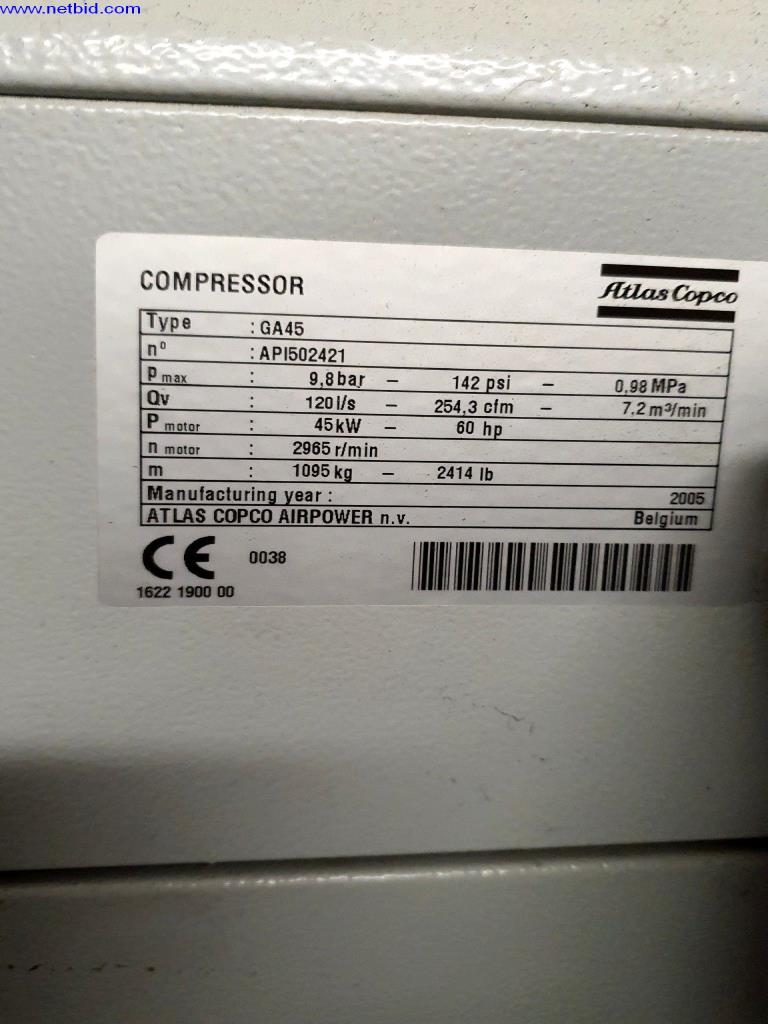 www.netbid.com
COMPRESSOR
Atlas Copco
Type : GA45
n° : API502421
Pmax : 9,8 bar – 142 psi – 0,98 MPa
Qv : 120 l/s – 254,3 cfm – 7,2 m³/min
P motor : 45 kW – 60 hp
n motor : 2965 r/min
m : 1095 kg – 2414 lb
Manufacturing year : 2005
ATLAS COPCO AIRPOWER n.v. Belgium
CE 0038
1622 1900 00